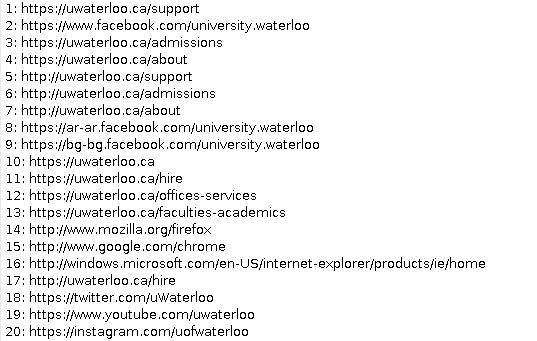 1: https://uwaterloo.ca/support
2: https://www.facebook.com/university.waterloo
3: https://uwaterloo.ca/admissions
4: https://uwaterloo.ca/about
5: http://uwaterloo.ca/support
6: http://uwaterloo.ca/admissions
7: http://uwaterloo.ca/about
8: https://ar-ar.facebook.com/university.waterloo
9: https://bg-bg.facebook.com/university.waterloo
10: https://uwaterloo.ca
11: https://uwaterloo.ca/hire
12: https://uwaterloo.ca/offices-services
13: https://uwaterloo.ca/faculties-academics
14: http://www.mozilla.org/firefox
15: http://www.google.com/chrome
16: http://windows.microsoft.com/en-US/internet-explorer/products/ie/home
17: http://uwaterloo.ca/hire
18: https://twitter.com/uWaterloo
19: https://www.youtube.com/uwaterloo
20: https://instagram.com/uofwaterloo